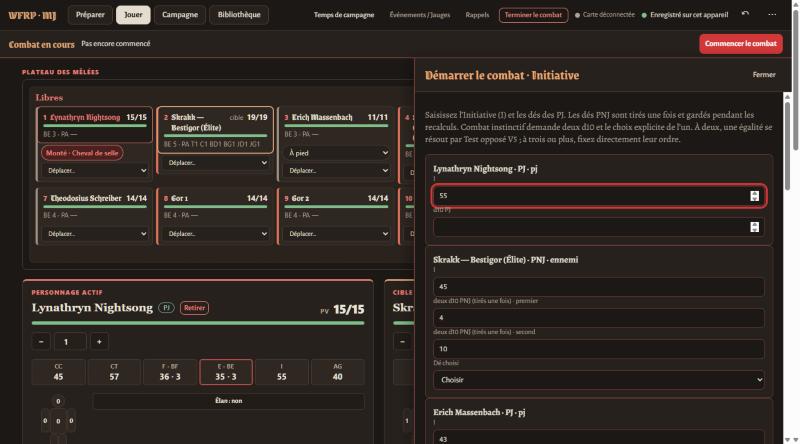 WFRP · MJ
Préparer
Jouer
Campagne
Bibliothèque
Temps de campagne
Événements/Jauges
Rappels
Terminer le combat
Carte déconnectée
Enregistré sur cet appareil
Combat en cours
Pas encore commencé
Commencer le combat
PLATEAU DES MÊLÉES
Libres
1 Lynathryn Nightsong 15/15
BE 3 · PA —
Monté · Cheval de selle
Déplacer...
2 Skrakk — Bestigor (Élite) cible 19/19
BE 5 · PA T1 C1 BD1 BG1 JD1 JG1
Déplacer...
3 Erich Massenbach 11/11
BE 3 · PA —
À pied
Déplacer...
4
7 Theodosius Schreiber 14/14
BE 4 · PA —
Déplacer...
8 Gor 1 14/14
BE 4 · PA —
Déplacer...
9 Gor 2 14/14
BE 4 · PA —
Déplacer...
10
PERSONNAGE ACTIF
Lynathryn Nightsong PJ Retirer PV 15/15
− 1 +
CC 45
CT 57
F · BF 36 · 3
E · BE 35 · 3
I 55
AG 40
0
0 0 0
Élan : non
CIBLE
Skr
−
CC
45
1
Démarrer le combat · Initiative
Fermer
Saisissez l'Initiative (I) et les dés des PJ. Les dés PNJ sont tirés une fois et gardés pendant les
recalculs. Combat instinctif demande deux d10 et le choix explicite de l'un. À deux, une égalité se
résout par Test opposé V5 ; à trois ou plus, fixez directement leur ordre.
Lynathryn Nightsong · PJ · pj
I
55
d10 PJ
Skrakk — Bestigor (Élite) · PNJ · ennemi
I
45
deux d10 PNJ (tirés une fois) · premier
4
deux d10 PNJ (tirés une fois) · second
10
Dé choisi
Choisir
Erich Massenbach · PJ · pj
I
43